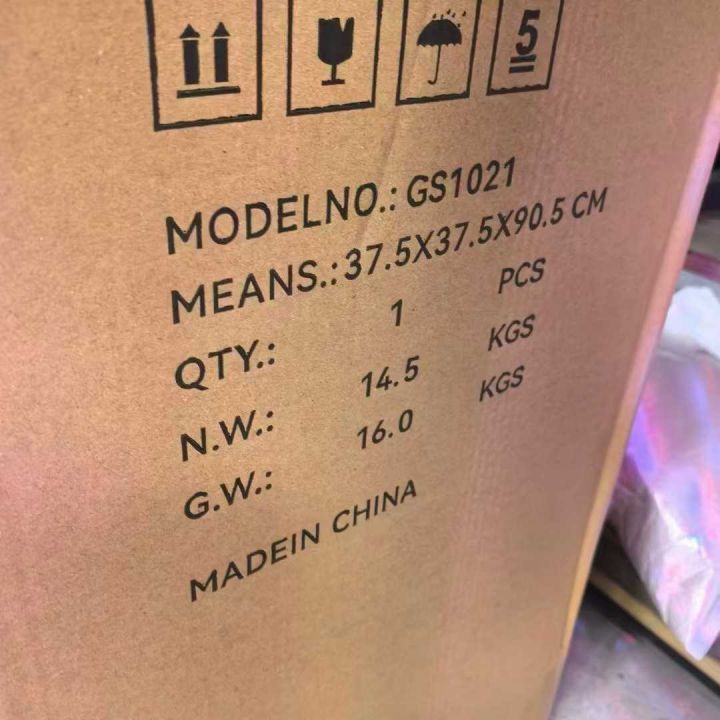 5
MODELNO.: GS1021
MEANS.: 37.5X37.5X90.5 CM
QTY.: 1 PCS
N.W.: 14.5 KGS
G.W.: 16.0 KGS
MADEIN CHINA